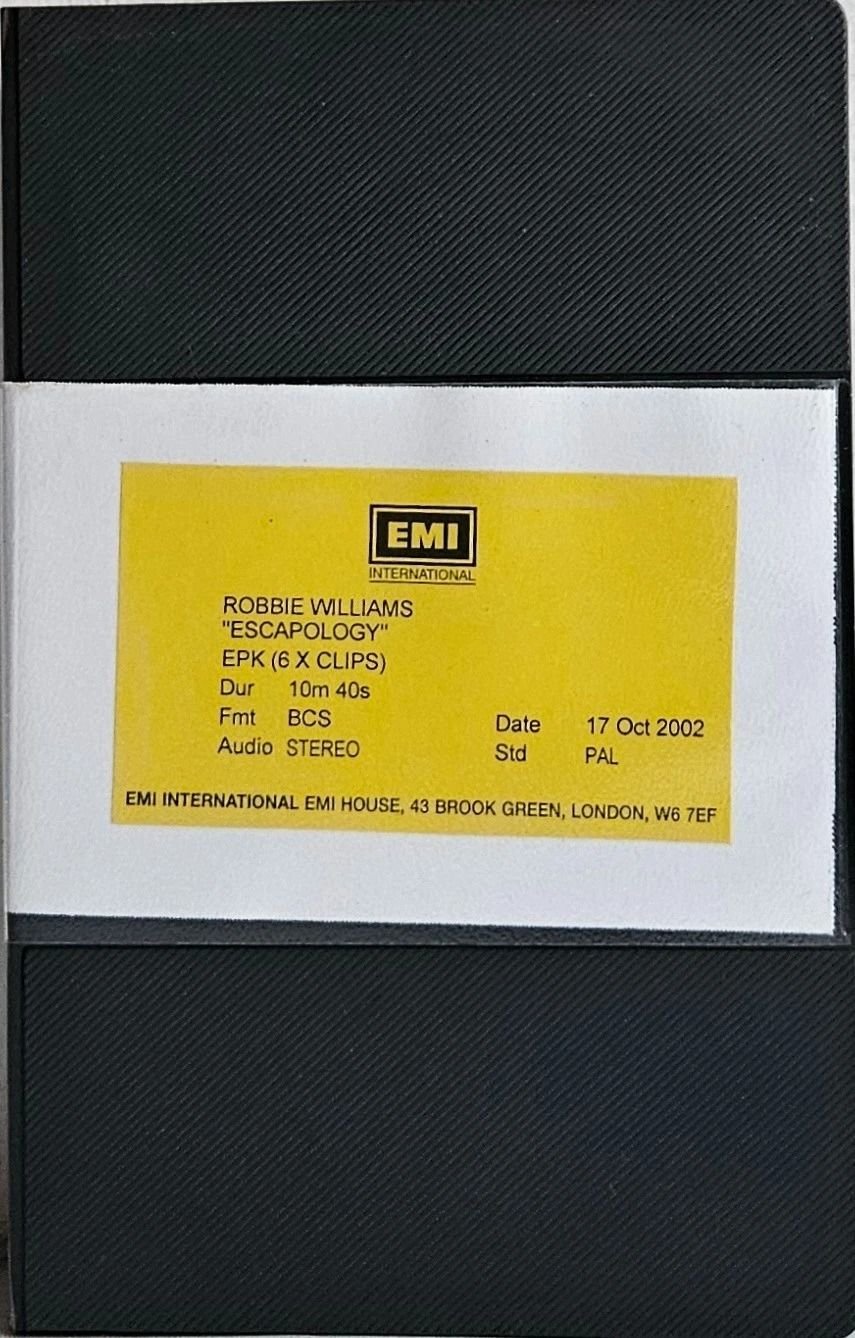 EMI
INTERNATIONAL
ROBBIE WILLIAMS
"ESCAPOLOGY"
EPK (6 X CLIPS)
Dur 10m 40s
Fmt BCS Date 17 Oct 2002
Audio STEREO Std PAL
EMI INTERNATIONAL EMI HOUSE, 43 BROOK GREEN, LONDON, W6 7EF